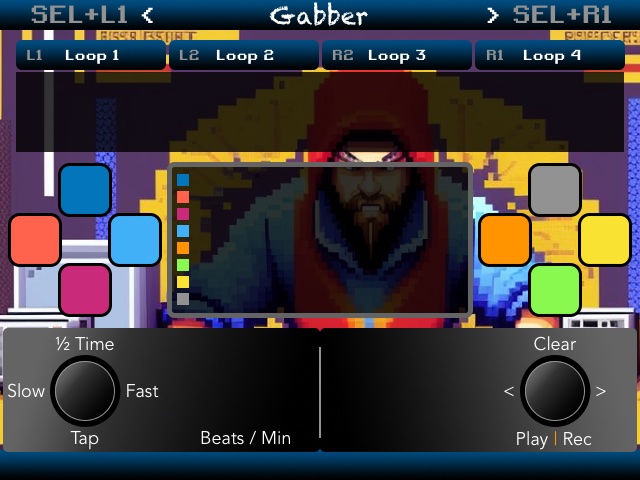 SEL+L1 < Gabber > SEL+R1
L1 Loop 1 L2 Loop 2 R2 Loop 3 R1 Loop 4
½ Time Clear
Slow Fast < >
Tap Beats / Min Play | Rec